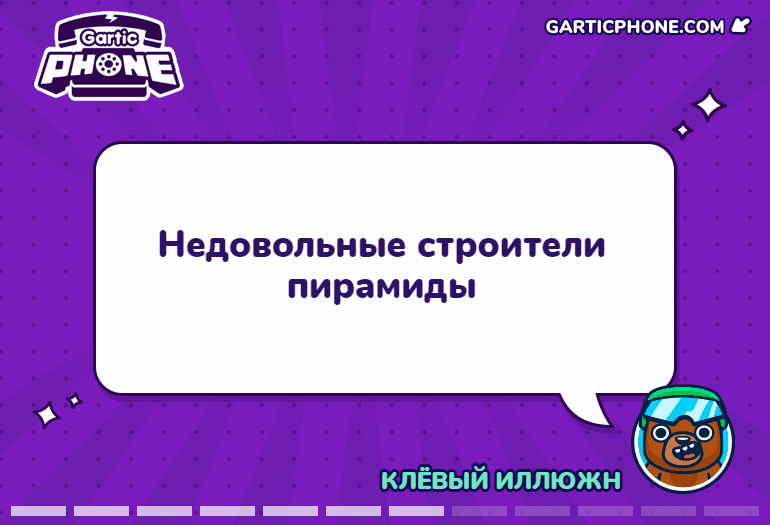 Gartic
PHONE
GARTICPHONE.COM
Недовольные строители
пирамиды
КЛЁВЫЙ ИЛЛЮЖН